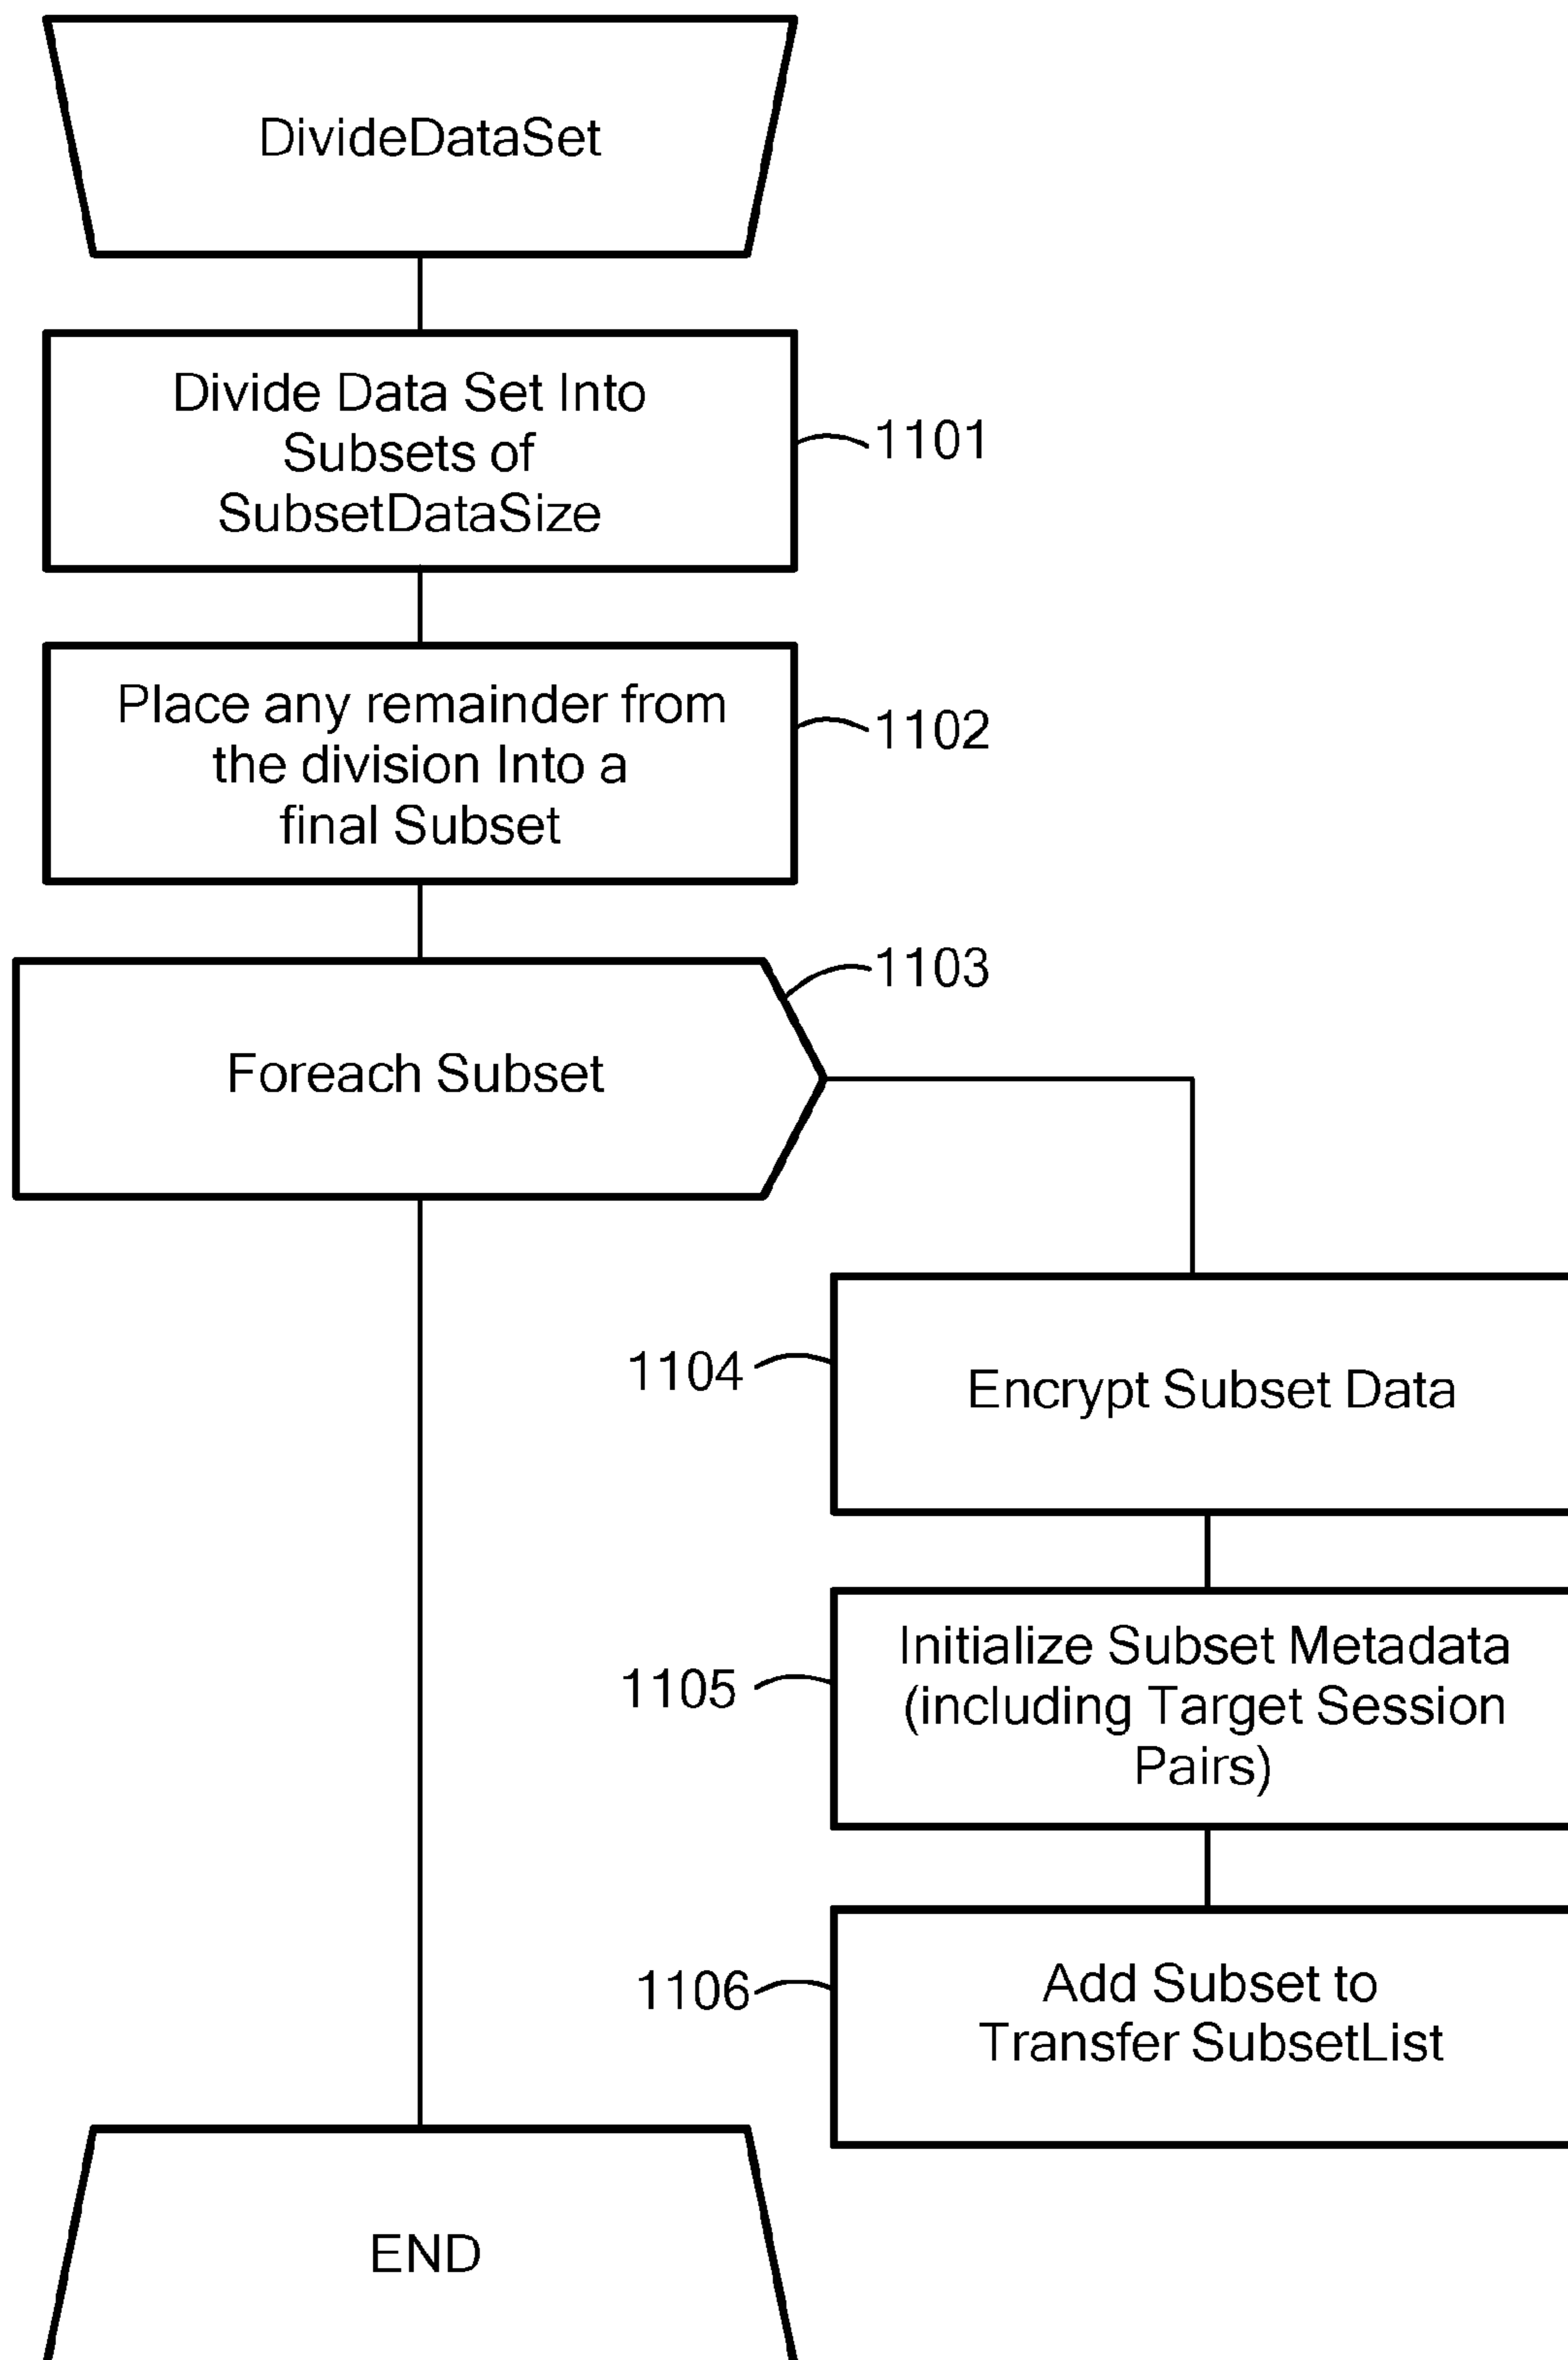 DivideDataSet
Divide Data Set Into
Subsets of
SubsetDataSize
1101
Place any remainder from
the division Into a
final Subset
1102
1103
Foreach Subset
1104
Encrypt Subset Data
1105
Initialize Subset Metadata
(including Target Session
Pairs)
1106
Add Subset to
Transfer SubsetList
END